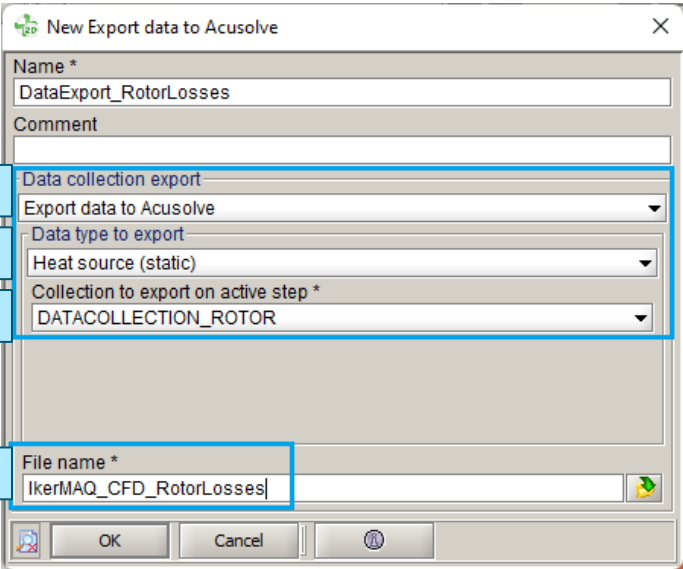 New Export data to Acusolve
Name *
DataExport_RotorLosses
Comment
Data collection export
Export data to Acusolve
Data type to export
Heat source (static)
Collection to export on active step *
DATACOLLECTION_ROTOR
File name *
IkerMAQ_CFD_RotorLosses
OK
Cancel